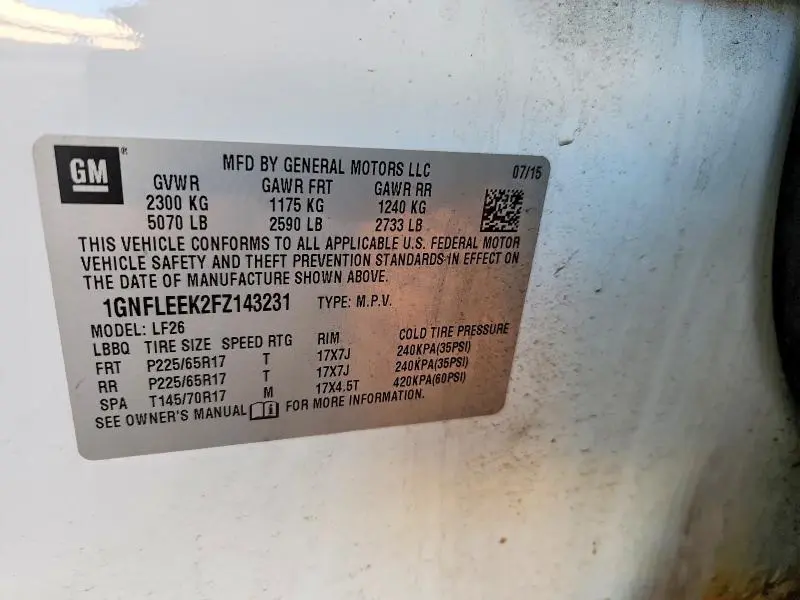 GM®
MFD BY GENERAL MOTORS LLC 07/15
GVWR GAWR FRT GAWR RR
2300 KG 1175 KG 1240 KG
5070 LB 2590 LB 2733 LB
THIS VEHICLE CONFORMS TO ALL APPLICABLE U.S. FEDERAL MOTOR
VEHICLE SAFETY AND THEFT PREVENTION STANDARDS IN EFFECT ON
THE DATE OF MANUFACTURE SHOWN ABOVE.
1GNFLEEK2FZ143231 TYPE: M.P.V.
MODEL: LF26
LBBQ TIRE SIZE SPEED RTG RIM COLD TIRE PRESSURE
FRT P225/65R17 T 17X7J 240KPA(35PSI)
RR P225/65R17 T 17X7J 240KPA(35PSI)
SPA T145/70R17 M 17X4.5T 420KPA(60PSI)
SEE OWNER'S MANUAL i FOR MORE INFORMATION.